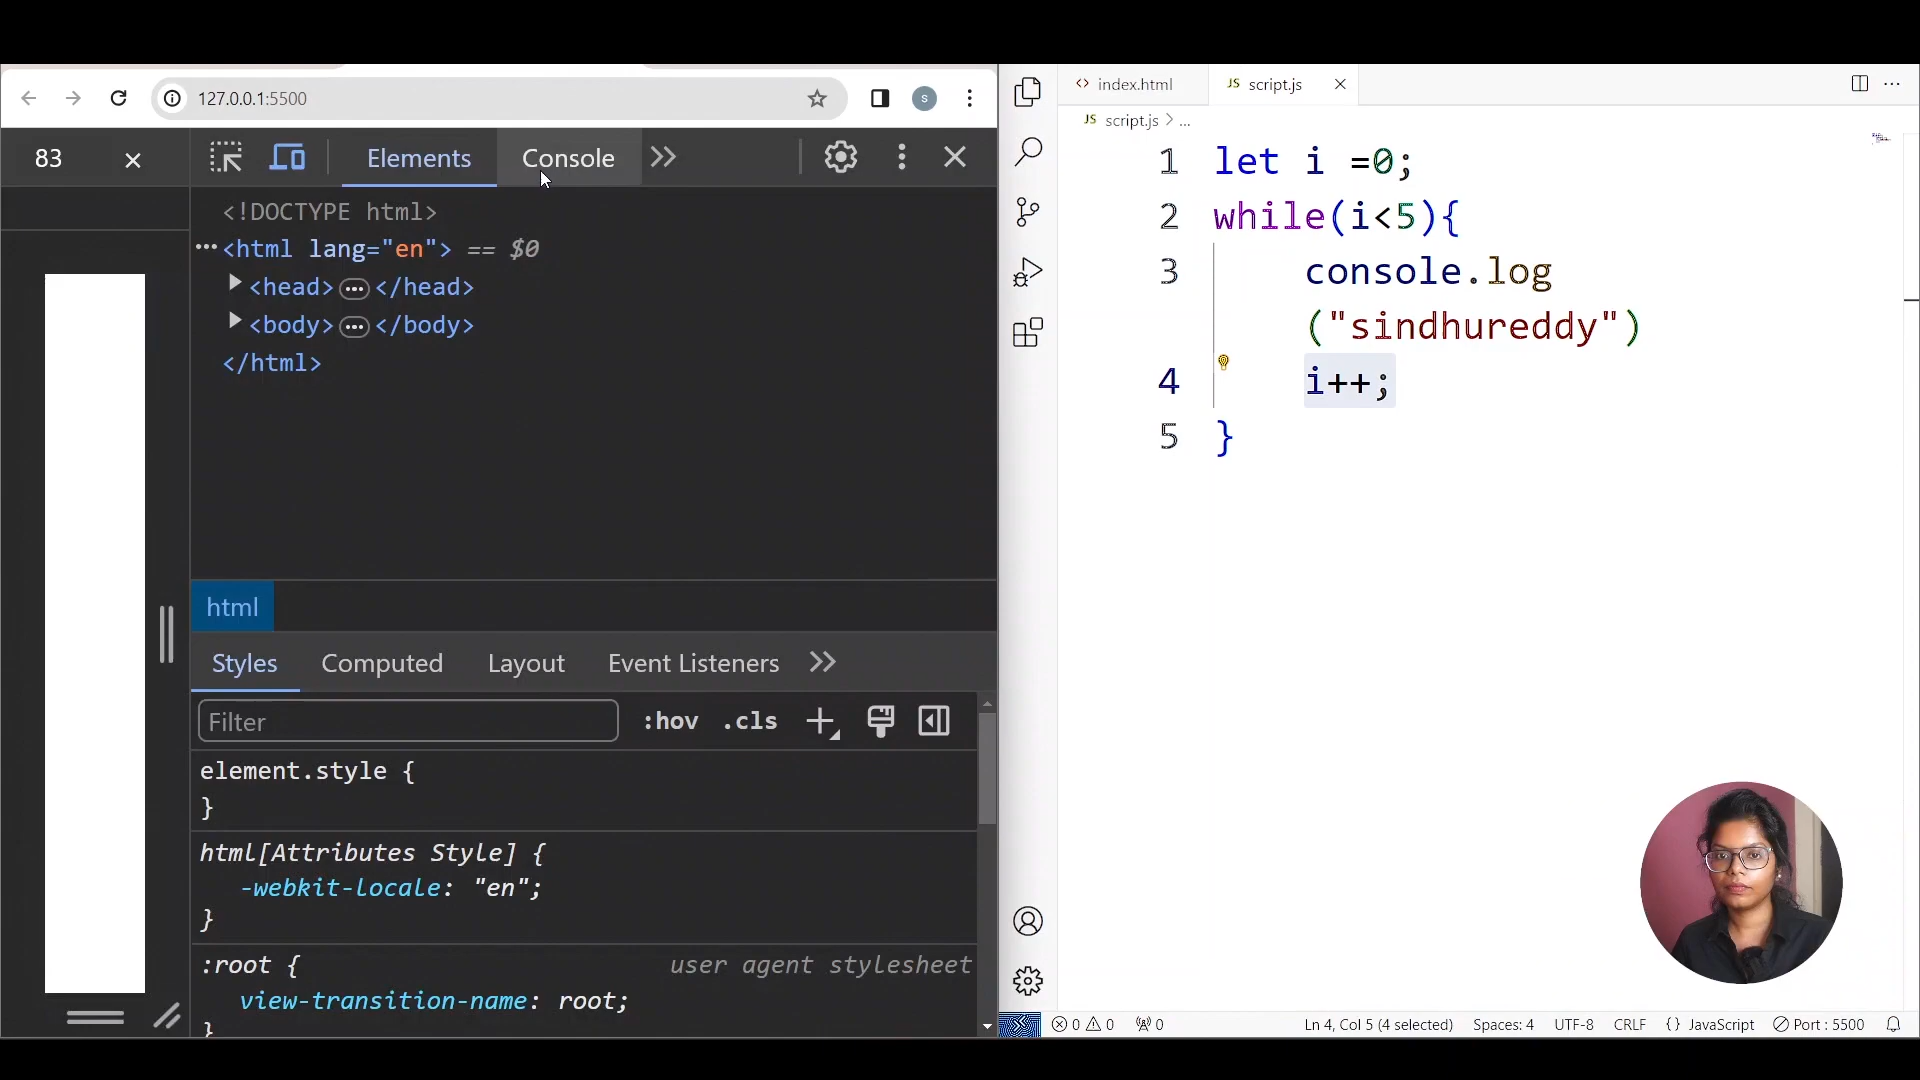 127.0.0.1:5500
S
83
Elements
Console
<!DOCTYPE html>
<html lang="en"> == $0
<head>…</head>
<body>…</body>
</html>
html
Styles
Computed
Layout
Event Listeners
Filter
:hov
.cls
element.style {
}
html[Attributes Style] {
-webkit-locale: "en";
}
:root {
user agent stylesheet
view-transition-name: root;
}
<> index.html
JS script.js
JS script.js > ...
1 let i =0;
2 while(i<5){
3 console.log
("sindhureddy")
4 i++;
5 }
0 0
0
Ln 4, Col 5 (4 selected)
Spaces: 4
UTF-8
CRLF
{ } JavaScript
Port : 5500